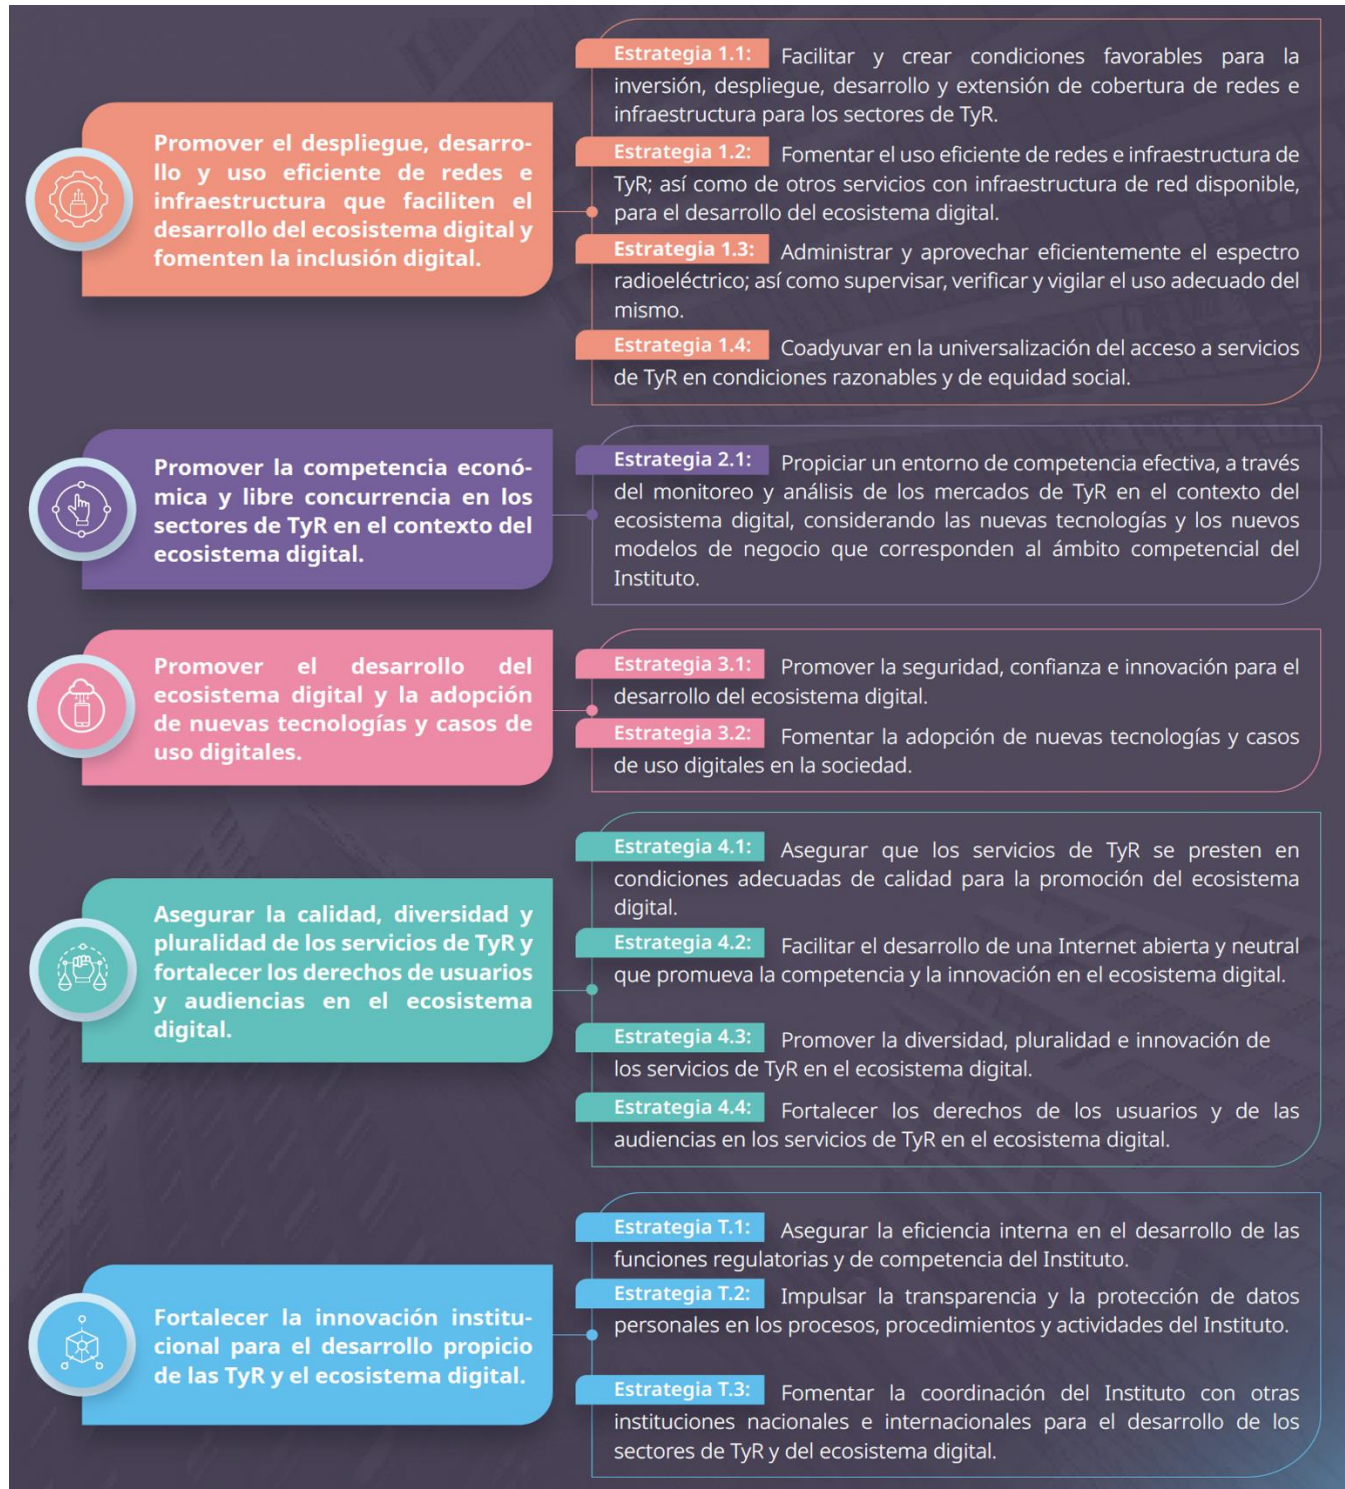 Promover el despliegue, desarro-
llo y uso eficiente de redes e
infraestructura que faciliten el
desarrollo del ecosistema digital y
fomenten la inclusión digital.
Estrategia 1.1: Facilitar y crear condiciones favorables para la
inversión, despliegue, desarrollo y extensión de cobertura de redes e
infraestructura para los sectores de TyR.
Estrategia 1.2: Fomentar el uso eficiente de redes e infraestructura de
TyR; así como de otros servicios con infraestructura de red disponible,
para el desarrollo del ecosistema digital.
Estrategia 1.3: Administrar y aprovechar eficientemente el espectro
radioeléctrico; así como supervisar, verificar y vigilar el uso adecuado del
mismo.
Estrategia 1.4: Coadyuvar en la universalización del acceso a servicios
de TyR en condiciones razonables y de equidad social.
Promover la competencia econó-
mica y libre concurrencia en los
sectores de TyR en el contexto del
ecosistema digital.
Estrategia 2.1: Propiciar un entorno de competencia efectiva, a través
del monitoreo y análisis de los mercados de TyR en el contexto del
ecosistema digital, considerando las nuevas tecnologías y los nuevos
modelos de negocio que corresponden al ámbito competencial del
Instituto.
Promover el desarrollo del
ecosistema digital y la adopción
de nuevas tecnologías y casos de
uso digitales.
Estrategia 3.1: Promover la seguridad, confianza e innovación para el
desarrollo del ecosistema digital.
Estrategia 3.2: Fomentar la adopción de nuevas tecnologías y casos
de uso digitales en la sociedad.
Asegurar la calidad, diversidad y
pluralidad de los servicios de TyR y
fortalecer los derechos de usuarios
y audiencias en el ecosistema
digital.
Estrategia 4.1: Asegurar que los servicios de TyR se presten en
condiciones adecuadas de calidad para la promoción del ecosistema
digital.
Estrategia 4.2: Facilitar el desarrollo de una Internet abierta y neutral
que promueva la competencia y la innovación en el ecosistema digital.
Estrategia 4.3: Promover la diversidad, pluralidad e innovación de
los servicios de TyR en el ecosistema digital.
Estrategia 4.4: Fortalecer los derechos de los usuarios y de las
audiencias en los servicios de TyR en el ecosistema digital.
Fortalecer la innovación institu-
cional para el desarrollo propicio
de las TyR y el ecosistema digital.
Estrategia T.1: Asegurar la eficiencia interna en el desarrollo de las
funciones regulatorias y de competencia del Instituto.
Estrategia T.2: Impulsar la transparencia y la protección de datos
personales en los procesos, procedimientos y actividades del Instituto.
Estrategia T.3: Fomentar la coordinación del Instituto con otras
instituciones nacionales e internacionales para el desarrollo de los
sectores de TyR y del ecosistema digital.